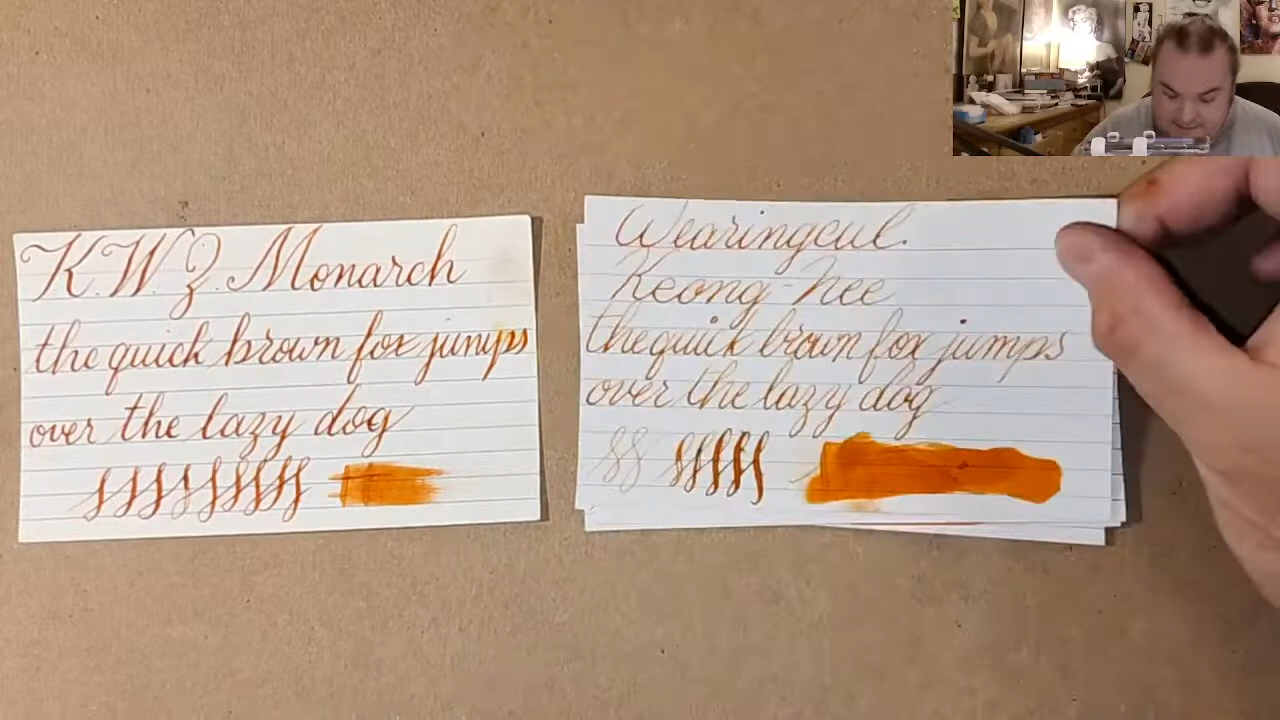 K.W.Z. Monarch
the quick brown fox jumps
over the lazy dog
Wearingeul.
Keong-Nee
the quick brown fox jumps
over the lazy dog